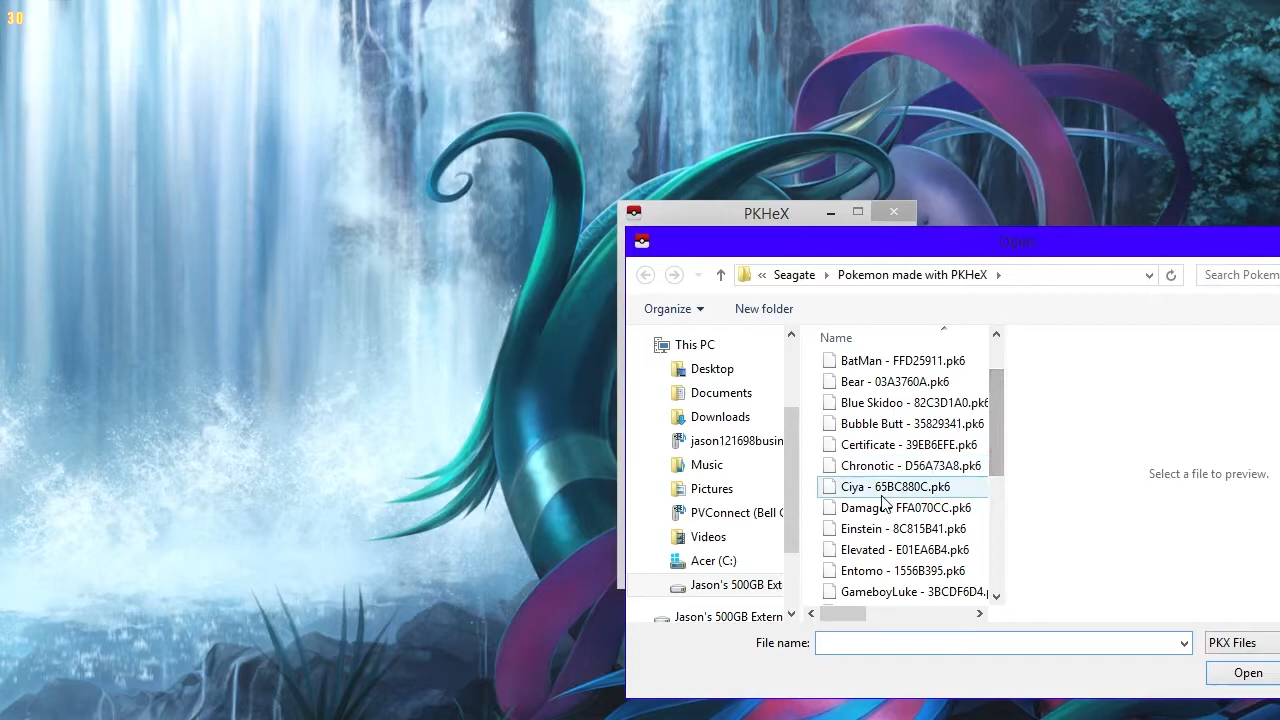 30
PKHeX
Open
« Seagate Pokemon made with PKHeX
Search Pokem
Organize
New folder
This PC
Desktop
Documents
Downloads
jason121698busin
Music
Pictures
PVConnect (Bell C
Videos
Acer (C:)
Jason's 500GB Ext
Jason's 500GB Extern
Name
BatMan - FFD25911.pk6
Bear - 03A3760A.pk6
Blue Skidoo - 82C3D1A0.pk6
Bubble Butt - 35829341.pk6
Certificate - 39EB6EFE.pk6
Chronotic - D56A73A8.pk6
Ciya - 65BC880C.pk6
Damage FFA070CC.pk6
Einstein - 8C815B41.pk6
Elevated - E01EA6B4.pk6
Entomo - 1556B395.pk6
GameboyLuke - 3BCDF6D4.p
Select a file to preview.
File name:
PKX Files
Open